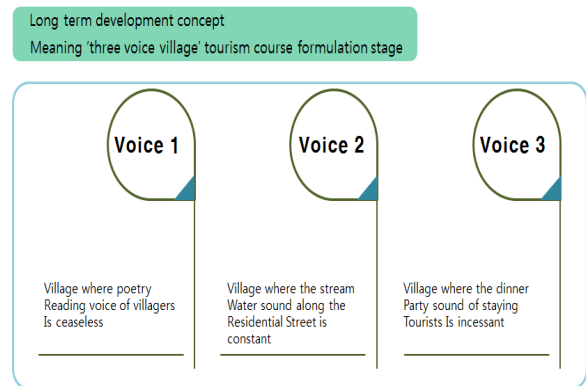 Long term development concept
Meaning 'three voice village' tourism course formulation stage
Voice 1
Voice 2
Voice 3
Village where poetry
Reading voice of villagers
Is ceaseless
Village where the stream
Water sound along the
Residential Street is
constant
Village where the dinner
Party sound of staying
Tourists Is incessant